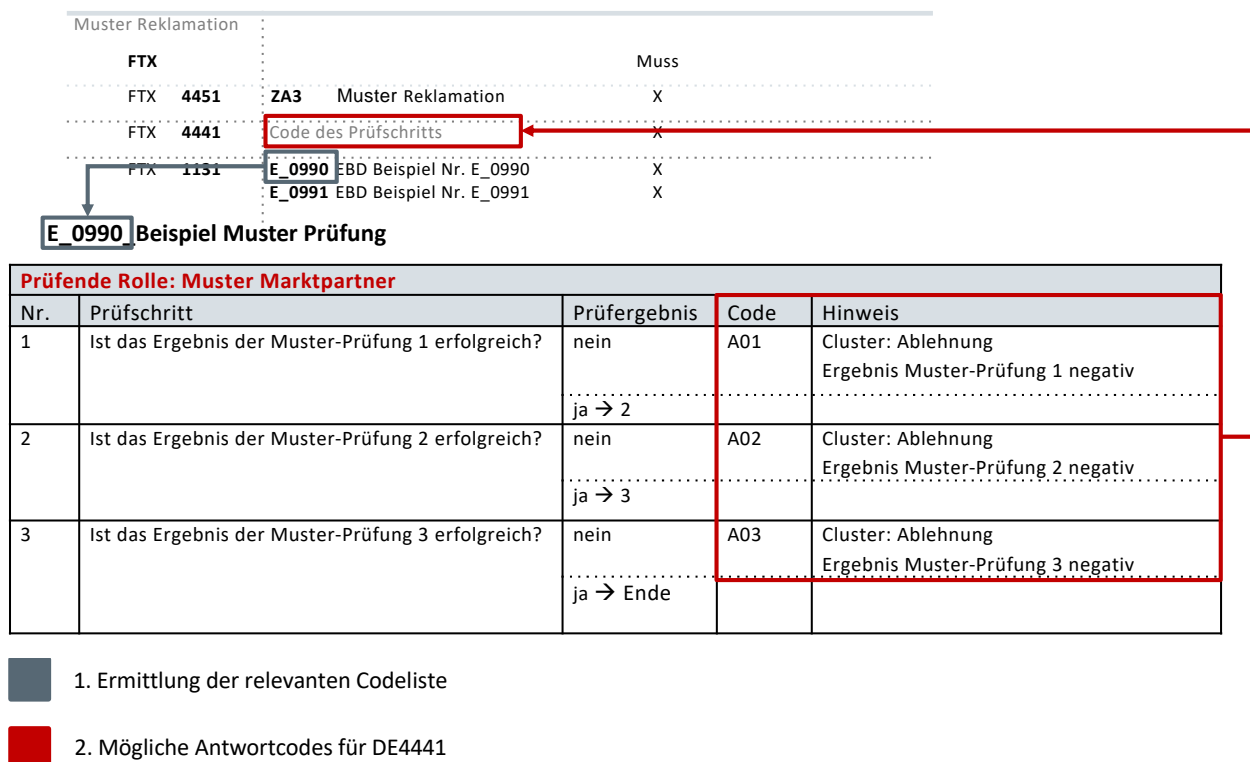 Muster Reklamation
FTX Muss
FTX 4451 ZA3 Muster Reklamation X
FTX 4441 Code des Prüfschritts X
FTX 1131 E_0990 EBD Beispiel Nr. E_0990 X
E_0991 EBD Beispiel Nr. E_0991 X
E_0990_Beispiel Muster Prüfung
Prüfende Rolle: Muster Marktpartner
Nr. Prüfschritt Prüfergebnis Code Hinweis
1 Ist das Ergebnis der Muster-Prüfung 1 erfolgreich? nein A01 Cluster: Ablehnung
Ergebnis Muster-Prüfung 1 negativ
ja → 2
2 Ist das Ergebnis der Muster-Prüfung 2 erfolgreich? nein A02 Cluster: Ablehnung
Ergebnis Muster-Prüfung 2 negativ
ja → 3
3 Ist das Ergebnis der Muster-Prüfung 3 erfolgreich? nein A03 Cluster: Ablehnung
Ergebnis Muster-Prüfung 3 negativ
ja → Ende
1. Ermittlung der relevanten Codeliste
2. Mögliche Antwortcodes für DE4441